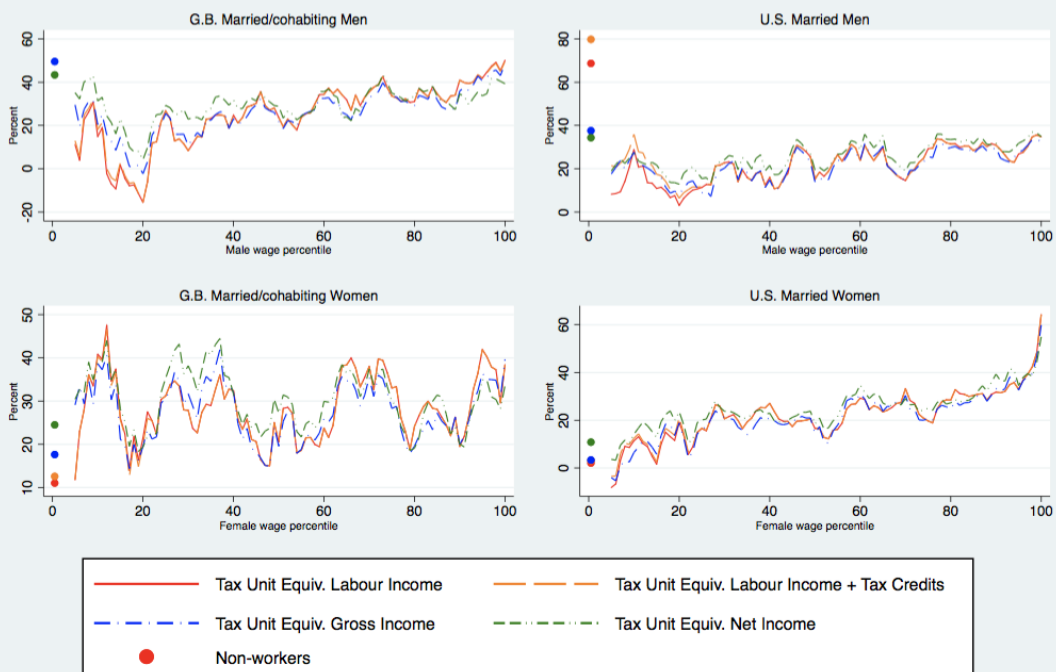 G.B. Married/cohabiting Men
Percent
60
40
20
0
-20
0 20 40 60 80 100
Male wage percentile
U.S. Married Men
Percent
80
60
40
20
0
0 20 40 60 80 100
Male wage percentile
G.B. Married/cohabiting Women
Percent
50
40
30
20
10
0 20 40 60 80 100
Female wage percentile
U.S. Married Women
Percent
60
40
20
0
0 20 40 60 80 100
Female wage percentile
Tax Unit Equiv. Labour Income
Tax Unit Equiv. Labour Income + Tax Credits
Tax Unit Equiv. Gross Income
Tax Unit Equiv. Net Income
Non-workers